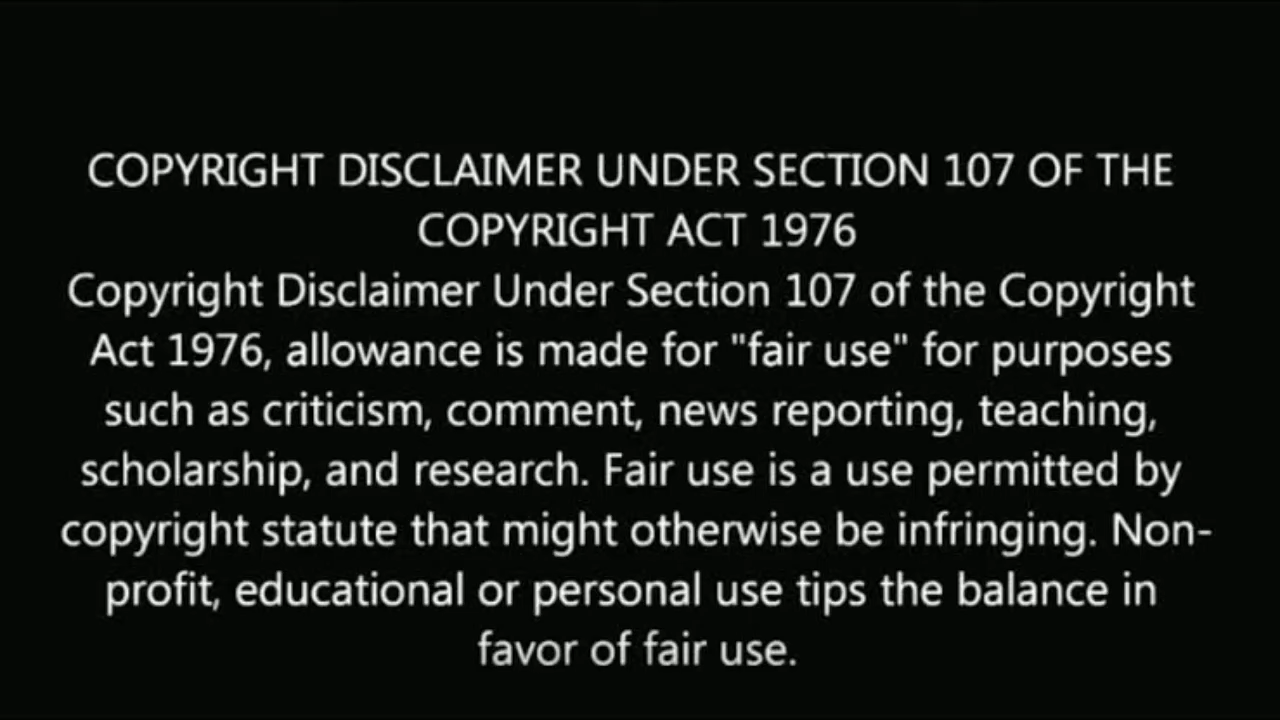 COPYRIGHT DISCLAIMER UNDER SECTION 107 OF THE
COPYRIGHT ACT 1976
Copyright Disclaimer Under Section 107 of the Copyright
Act 1976, allowance is made for "fair use" for purposes
such as criticism, comment, news reporting, teaching,
scholarship, and research. Fair use is a use permitted by
copyright statute that might otherwise be infringing. Non-
profit, educational or personal use tips the balance in
favor of fair use.